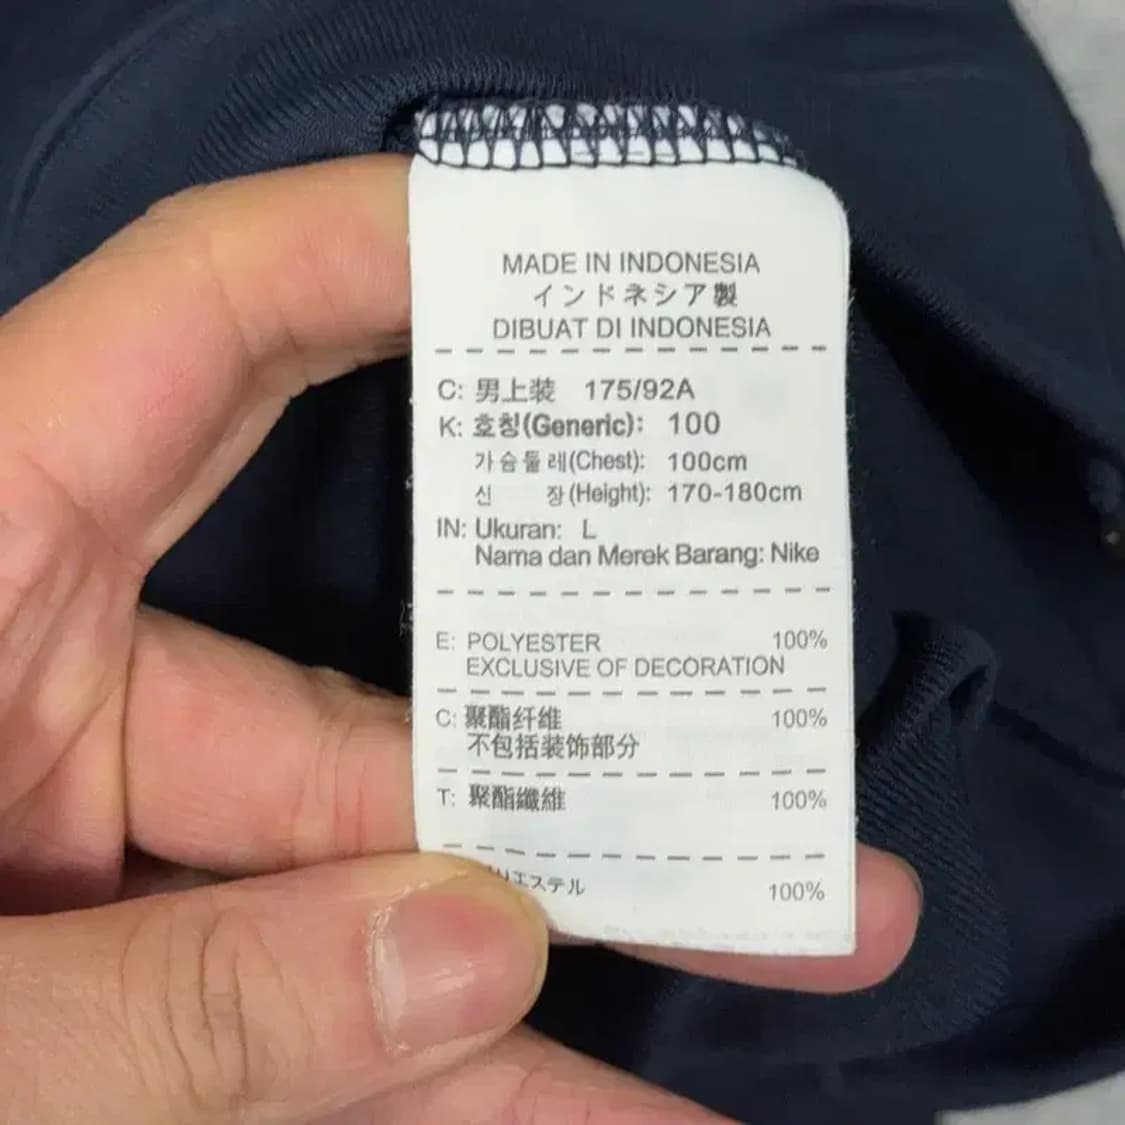 MADE IN INDONESIA
インドネシア製
DIBUAT DI INDONESIA
C: 男上装 175/92A
K: 호칭(Generic): 100
가슴둘레(Chest): 100cm
신 장(Height): 170-180cm
IN: Ukuran: L
Nama dan Merek Barang: Nike
E: POLYESTER 100%
EXCLUSIVE OF DECORATION
C: 聚酯纤维 100%
不包括装饰部分
T: 聚酯纖維 100%
リエステル 100%